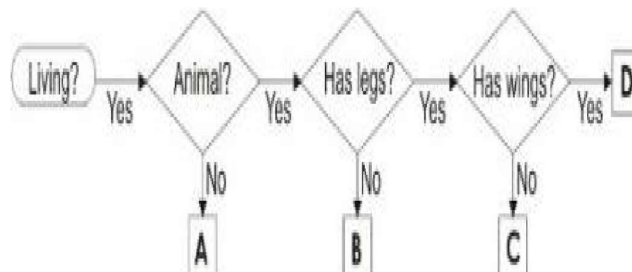 Living?
Yes
Animal?
Yes
Has legs?
Yes
Has wings?
Yes
D
No
No
No
A
B
C